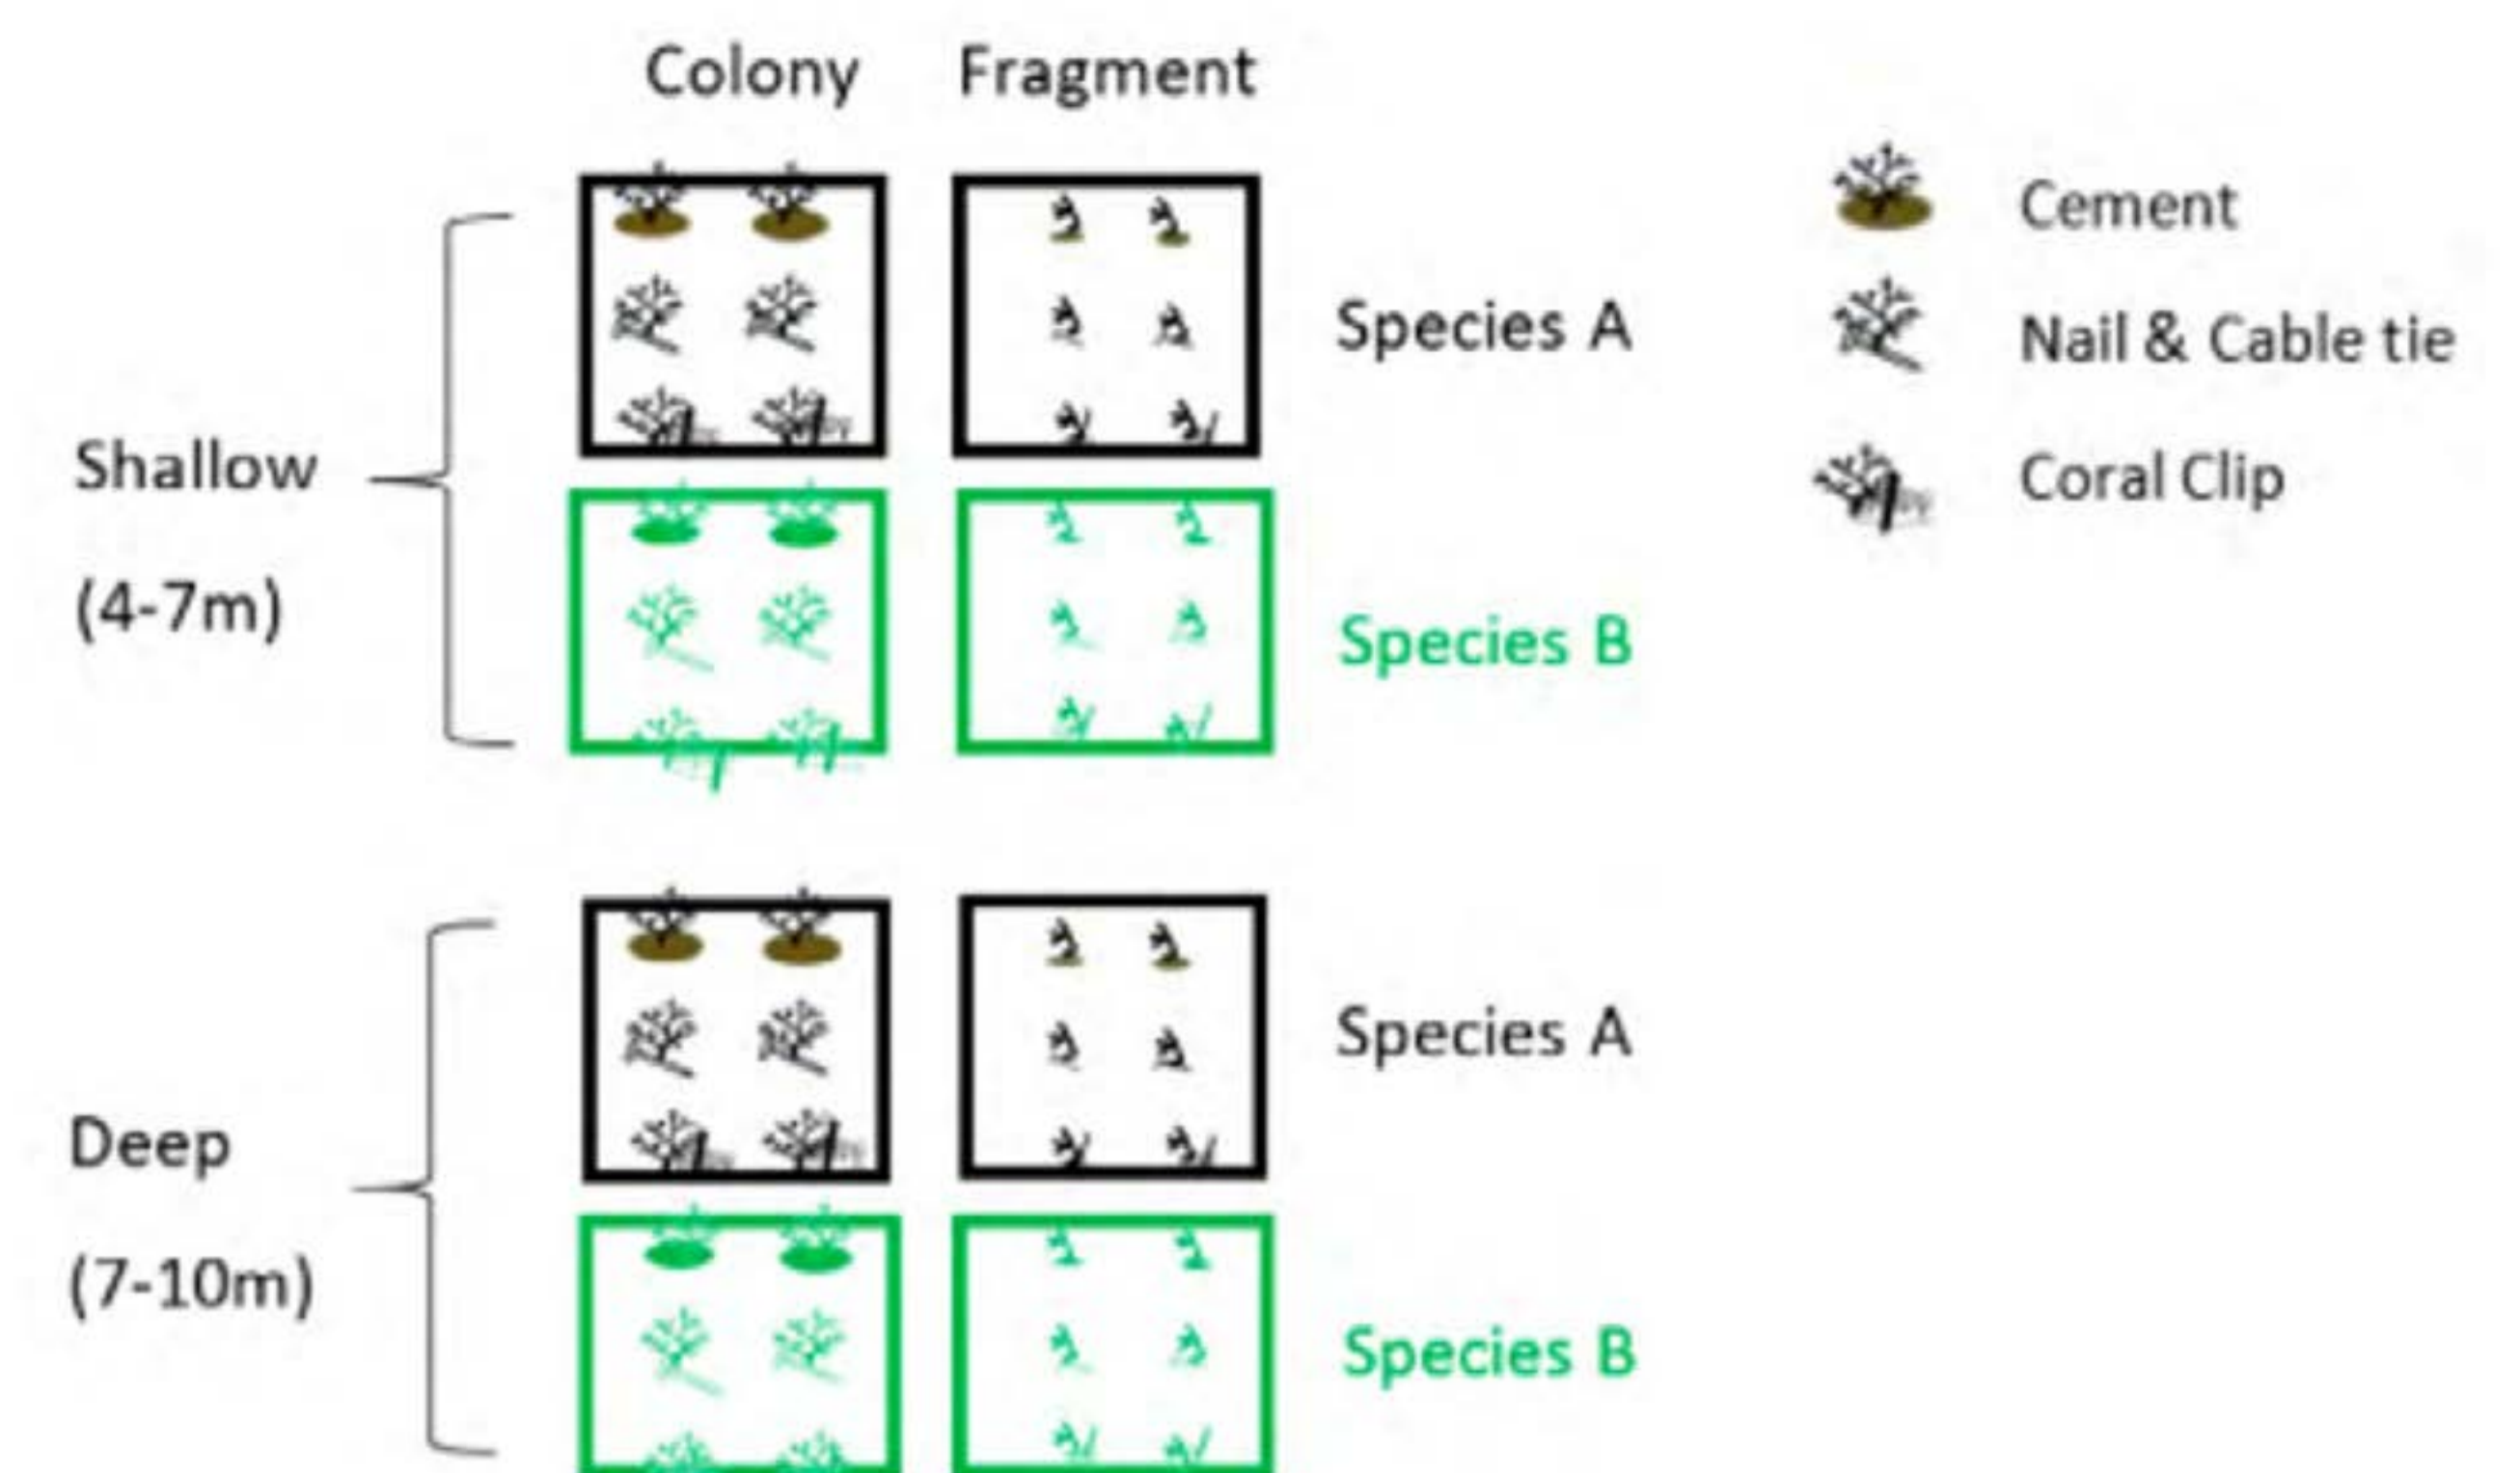 Colony Fragment
Cement
Species A
Nail & Cable tie
Shallow
Coral Clip
(4-7m)
Species B
Species A
Deep
(7-10m)
Species B